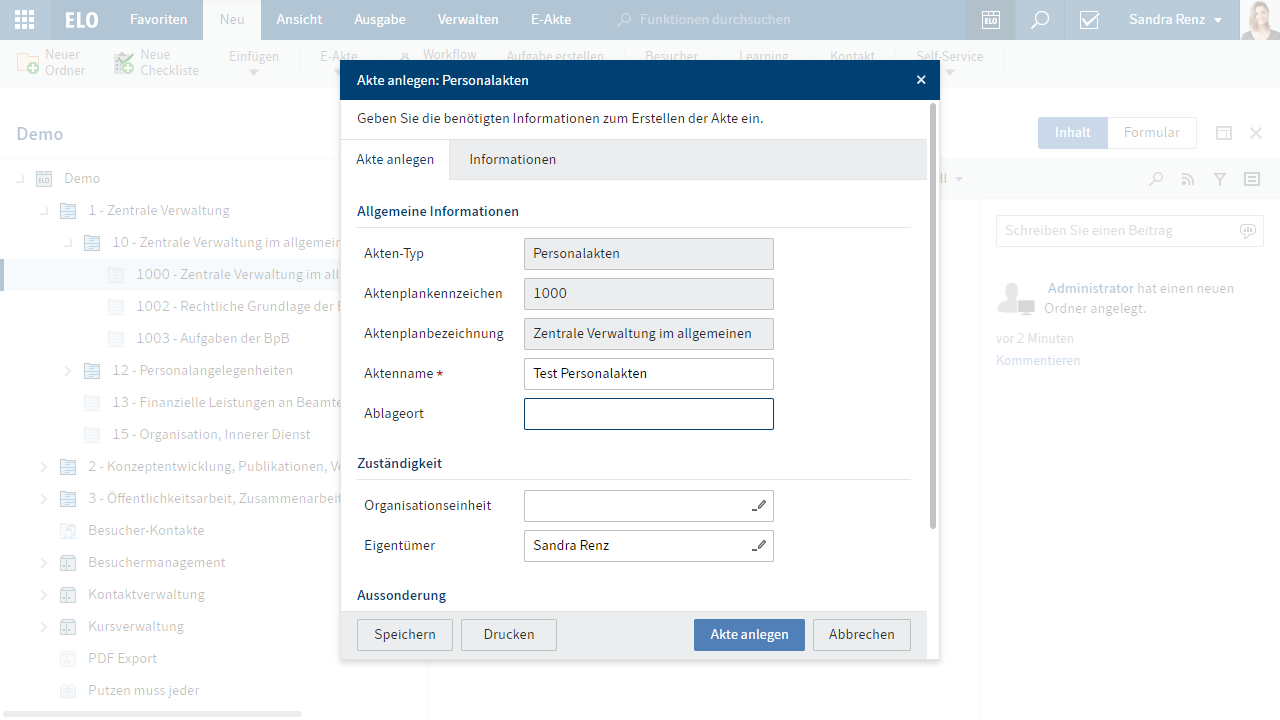 ELO Favoriten Neu Ansicht Ausgabe Verwalten E-Akte Funktionen durchsuchen ELO Sandra Renz
Neuer Ordner
Neue Checkliste
Einfügen E-Akte Workflow Aufgabe erstellen Besucher Learning Kontakt Self-Service
Akte anlegen: Personalakten
Geben Sie die benötigten Informationen zum Erstellen der Akte ein.
Akte anlegen Informationen
Allgemeine Informationen
Akten-Typ Personalakten
Aktenplankennzeichen 1000
Aktenplanbezeichnung Zentrale Verwaltung im allgemeinen
Aktenname * Test Personalakten
Ablageort
Zuständigkeit
Organisationseinheit
Eigentümer Sandra Renz
Aussonderung
Speichern Drucken Akte anlegen Abbrechen
Demo
ELO Demo
1 - Zentrale Verwaltung
10 - Zentrale Verwaltung im allgemein
1000 - Zentrale Verwaltung im all
1002 - Rechtliche Grundlage der
1003 - Aufgaben der BpB
12 - Personalangelegenheiten
13 - Finanzielle Leistungen an Beamte
15 - Organisation, Innerer Dienst
2 - Konzeptentwicklung, Publikationen,
3 - Öffentlichkeitsarbeit, Zusammenarbeit
Besucher-Kontakte
Besuchermanagement
Kontaktverwaltung
Kursverwaltung
PDF Export
Putzen muss jeder
Inhalt Formular
Schreiben Sie einen Beitrag
Administrator hat einen neuen
Ordner angelegt.
vor 2 Minuten
Kommentieren